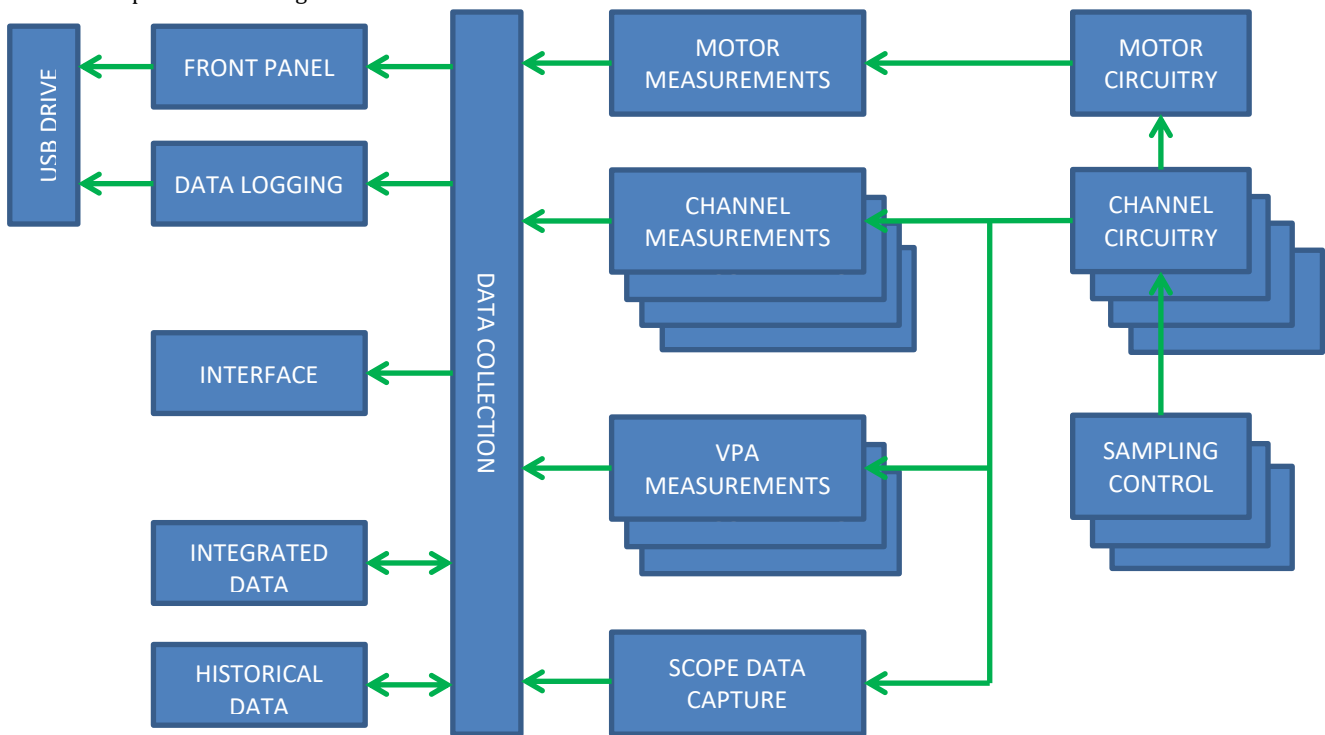 USB DRIVE
FRONT PANEL
DATA LOGGING
INTERFACE
INTEGRATED
DATA
HISTORICAL
DATA
DATA COLLECTION
MOTOR
MEASUREMENTS
CHANNEL
MEASUREMENTS
VPA
MEASUREMENTS
SCOPE DATA
CAPTURE
MOTOR
CIRCUITRY
CHANNEL
CIRCUITRY
SAMPLING
CONTROL